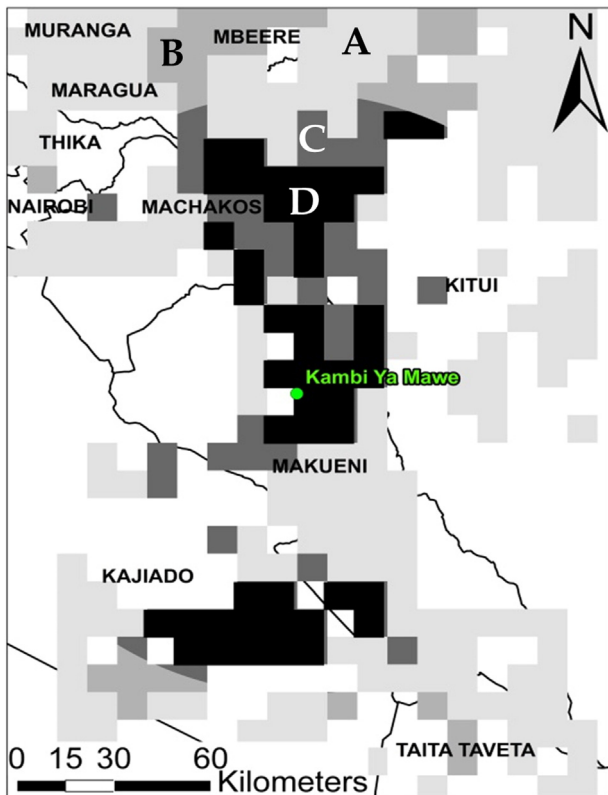 MURANGA
MBEERE
A
N
B
MARAGUA
THIKA
C
NAIROBI
MACHAKOS
D
KITUI
Kambi Ya Mawe
MAKUENI
KAJIADO
TAITA TAVETA
0 15 30 60
Kilometers